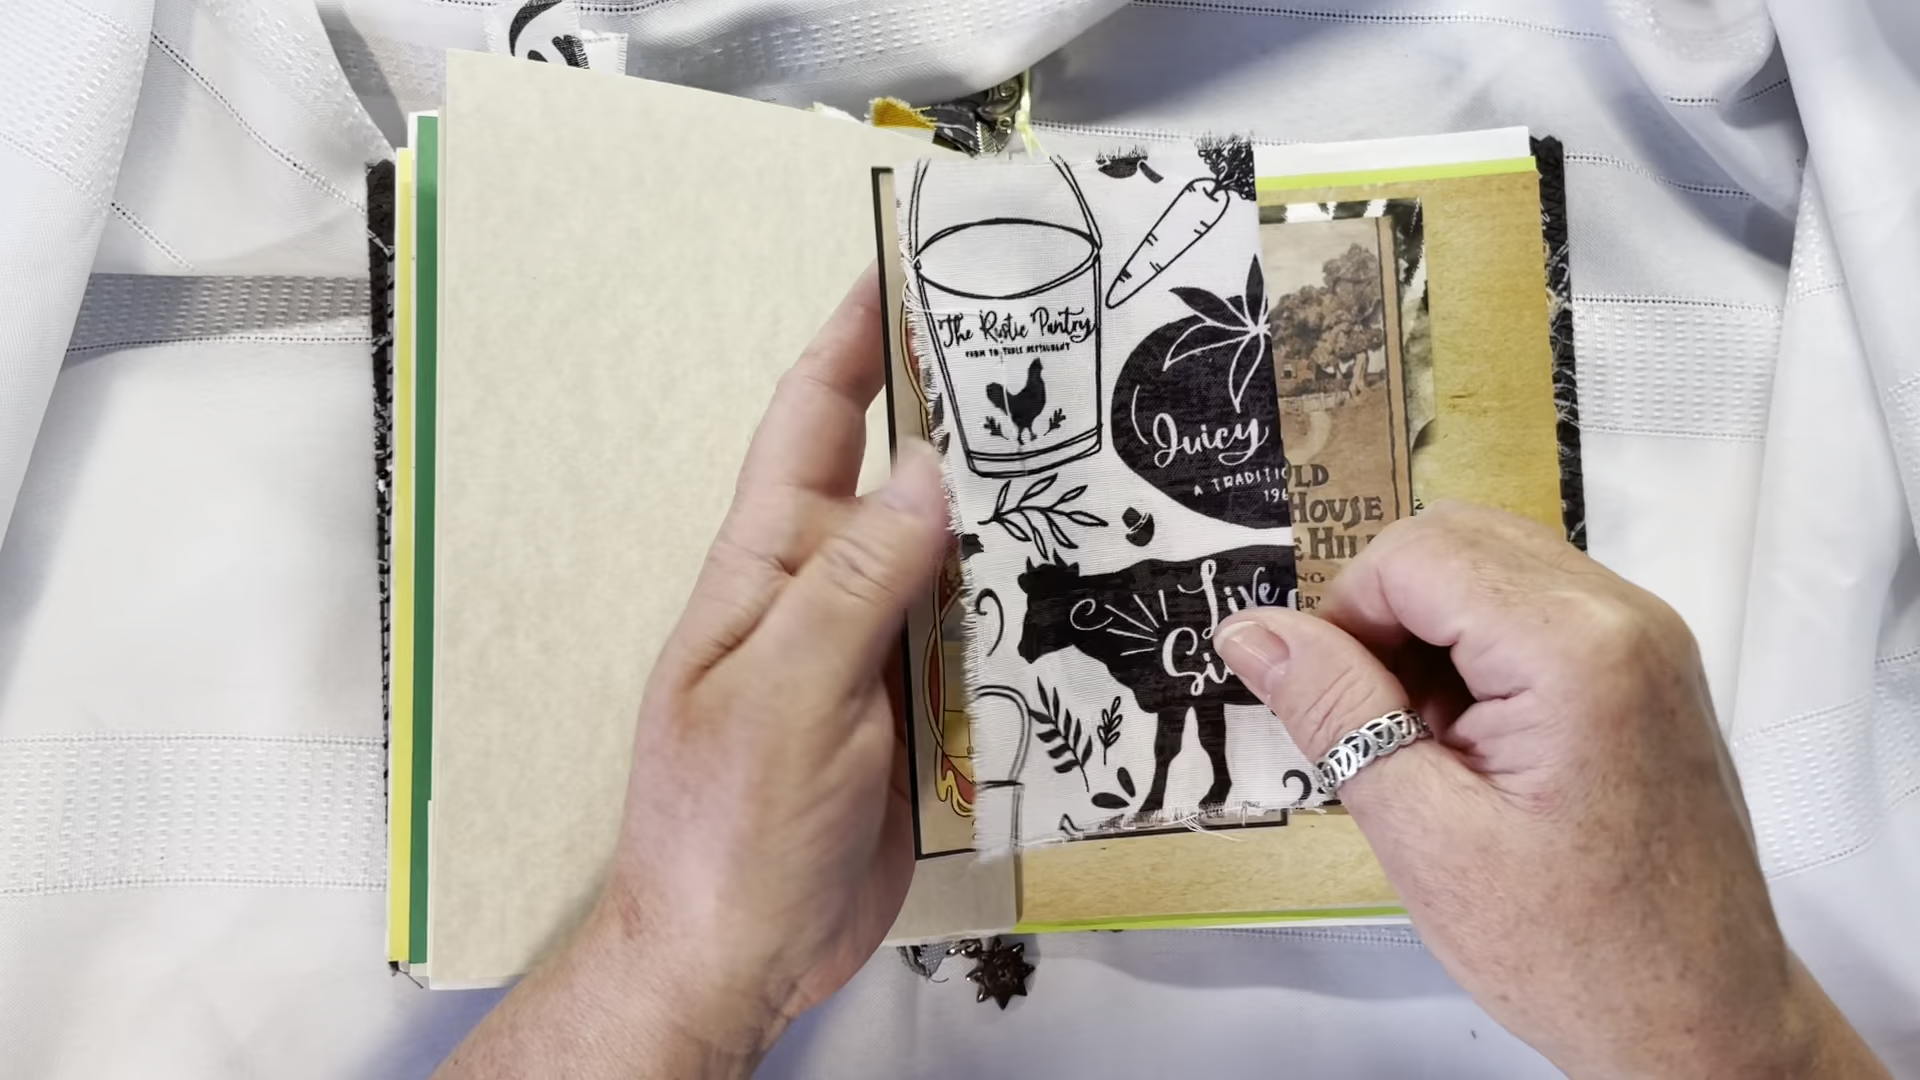 The Rustic Pantry
FARM TO TABLE RESTAURANT
Juicy
A TRADITIO
196
Live
Si
OLD
HOUSE
HIL